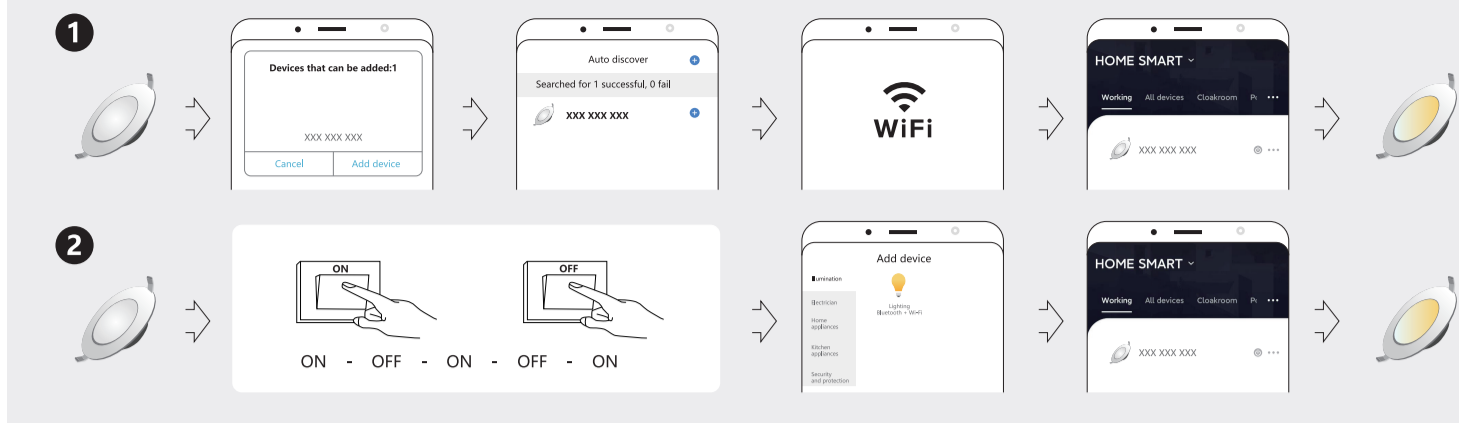 1
Devices that can be added:1
XXX XXX XXX
Cancel
Add device
Auto discover
Searched for 1 successful, 0 fail
XXX XXX XXX
WiFi
HOME SMART
Working All devices Cloakroom
XXX XXX XXX
2
ON
OFF
ON - OFF - ON - OFF - ON
Add device
Illumination
Electrician
Home
appliances
Kitchen
appliances
Security
and protection
Lighting
Bluetooth + Wi-Fi
HOME SMART
Working All devices Cloakroom
XXX XXX XXX